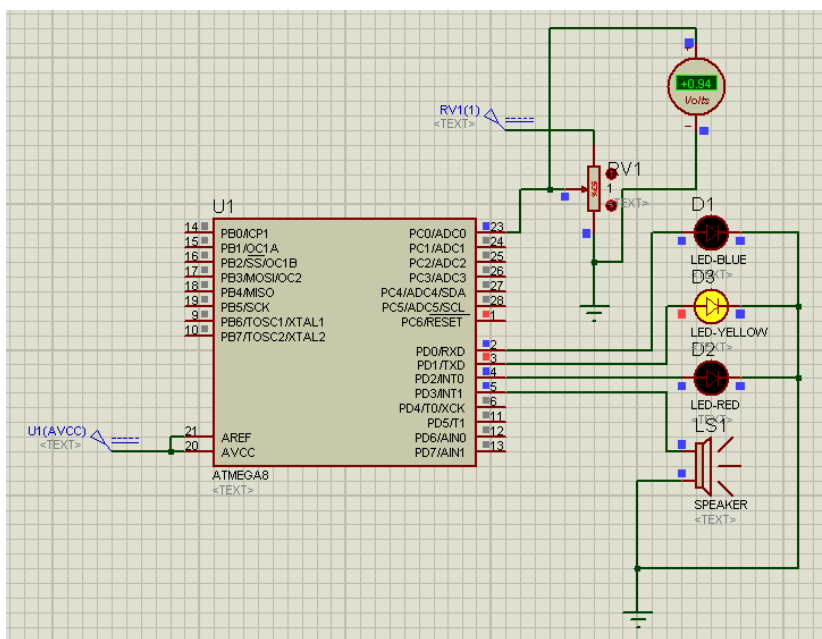 +0.94
Volts
RV1(1)
<TEXT>
RV1
1
<TEXT>
U1
D1
LED-BLUE
<TEXT>
D3
LED-YELLOW
<TEXT>
D2
LED-RED
<TEXT>
LS1
SPEAKER
<TEXT>
14 PB0/ICP1
15 PB1/OC1A
16 PB2/SS/OC1B
17 PB3/MOSI/OC2
18 PB4/MISO
19 PB5/SCK
9 PB6/TOSC1/XTAL1
10 PB7/TOSC2/XTAL2
PC0/ADC0 23
PC1/ADC1 24
PC2/ADC2 25
PC3/ADC3 26
PC4/ADC4/SDA 27
PC5/ADC5/SCL 28
PC6/RESET 1
PD0/RXD 2
PD1/TXD 3
PD2/INT0 4
PD3/INT1 5
PD4/T0/XCK 6
PD5/T1 11
PD6/AIN0 12
PD7/AIN1 13
U1(AVCC)
<TEXT>
21 AREF
20 AVCC
ATMEGA8
<TEXT>